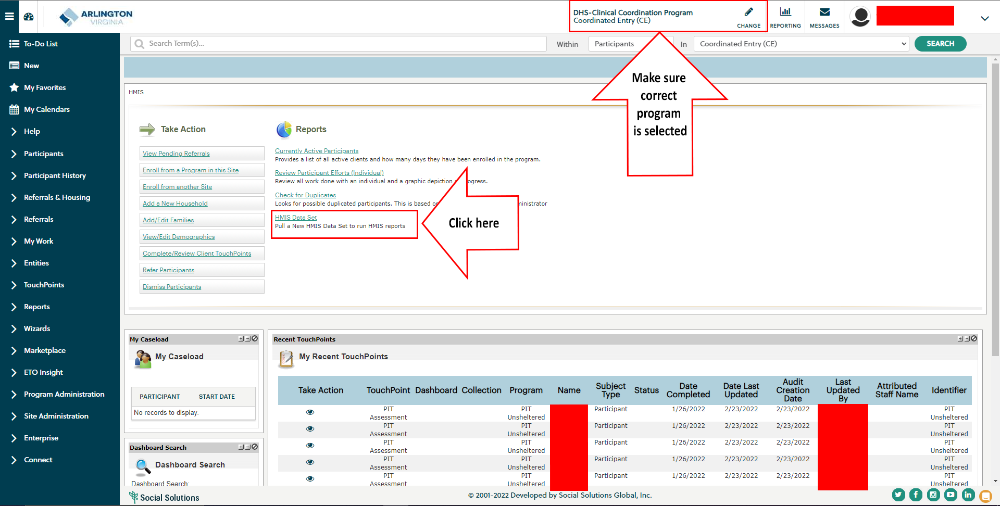 ARLINGTON
VIRGINIA
DHS-Clinical Coordination Program
Coordinated Entry (CE)
CHANGE
REPORTING
MESSAGES
Search Term(s)...
Within
Participants
In
Coordinated Entry (CE)
SEARCH
To-Do List
New
My Favorites
My Calendars
Help
Participants
Participant History
Referrals & Housing
Referrals
My Work
Entities
TouchPoints
Reports
Wizards
Marketplace
ETO Insight
Program Administration
Site Administration
Enterprise
Connect
Make sure
correct
program
is selected
HMIS
Take Action
View Pending Referrals
Enroll from a Program in this Site
Enroll from another Site
Add a New Household
Add/Edit Families
View/Edit Demographics
Complete/Review Client TouchPoints
Refer Participants
Dismiss Participants
Reports
Currently Active Participants
Provides a list of all active clients and how many days they have been enrolled in the program.
Review Participant Efforts (Individual)
Review all work done with an individual and a graphic depiction ogress.
Check for Duplicates
Looks for possible duplicated participants. This is based on ministrator
HMIS Data Set
Pull a New HMIS Data Set to run HMIS reports
Click here
My Caseload
My Caseload
PARTICIPANT START DATE
No records to display.
Dashboard Search
Dashboard Search
Dashboard Search:
Recent TouchPoints
My Recent TouchPoints
Take Action TouchPoint Dashboard Collection Program Name Subject Type Status Date Completed Date Last Updated Audit Creation Date Last Updated By Attributed Staff Name Identifier
PIT Assessment PIT Unsheltered Participant 1/26/2022 2/23/2022 2/23/2022 PIT Unsheltered
PIT Assessment PIT Unsheltered Participant 1/26/2022 2/23/2022 2/23/2022 PIT Unsheltered
PIT Assessment PIT Unsheltered Participant 1/26/2022 2/23/2022 2/23/2022 PIT Unsheltered
PIT Assessment PIT Unsheltered Participant 1/26/2022 2/23/2022 2/23/2022 PIT Unsheltered
PIT Assessment PIT Unsheltered Participant 1/26/2022 2/23/2022 2/23/2022 PIT Unsheltered
Social Solutions
© 2001-2022 Developed by Social Solutions Global, Inc.